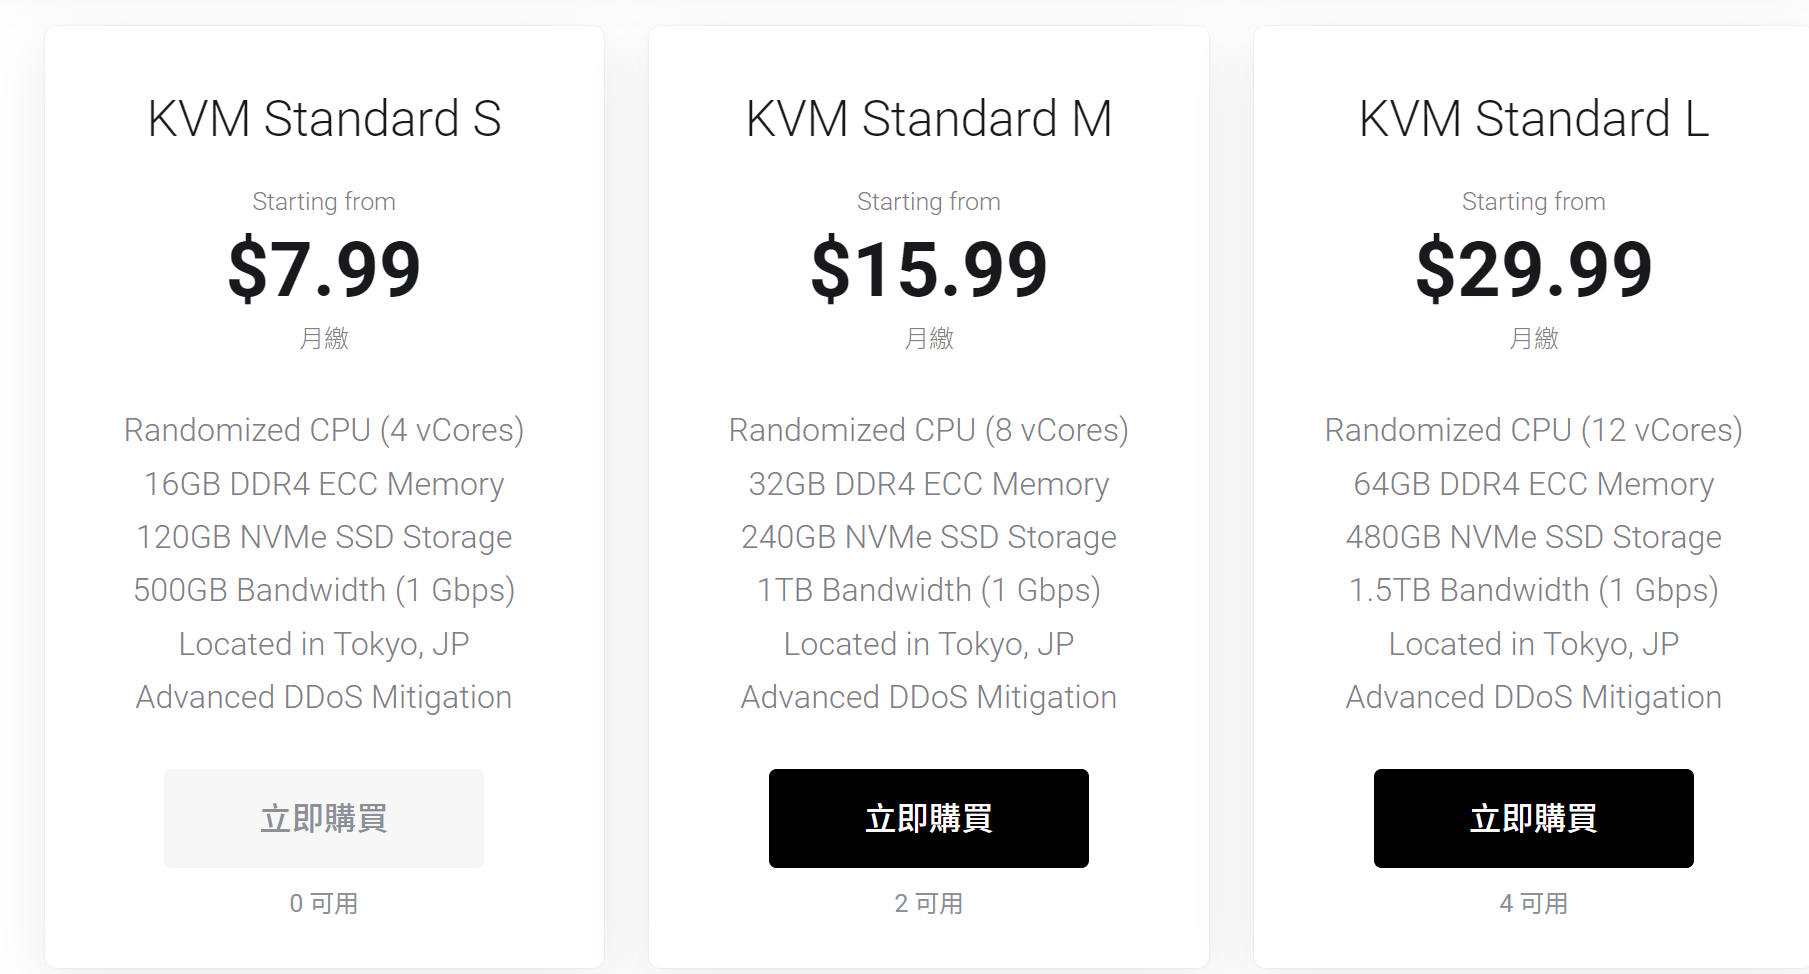 KVM Standard S
Starting from
$7.99
月繳
Randomized CPU (4 vCores)
16GB DDR4 ECC Memory
120GB NVMe SSD Storage
500GB Bandwidth (1 Gbps)
Located in Tokyo, JP
Advanced DDoS Mitigation
立即購買
0 可用
KVM Standard M
Starting from
$15.99
月繳
Randomized CPU (8 vCores)
32GB DDR4 ECC Memory
240GB NVMe SSD Storage
1TB Bandwidth (1 Gbps)
Located in Tokyo, JP
Advanced DDoS Mitigation
立即購買
2 可用
KVM Standard L
Starting from
$29.99
月繳
Randomized CPU (12 vCores)
64GB DDR4 ECC Memory
480GB NVMe SSD Storage
1.5TB Bandwidth (1 Gbps)
Located in Tokyo, JP
Advanced DDoS Mitigation
立即購買
4 可用